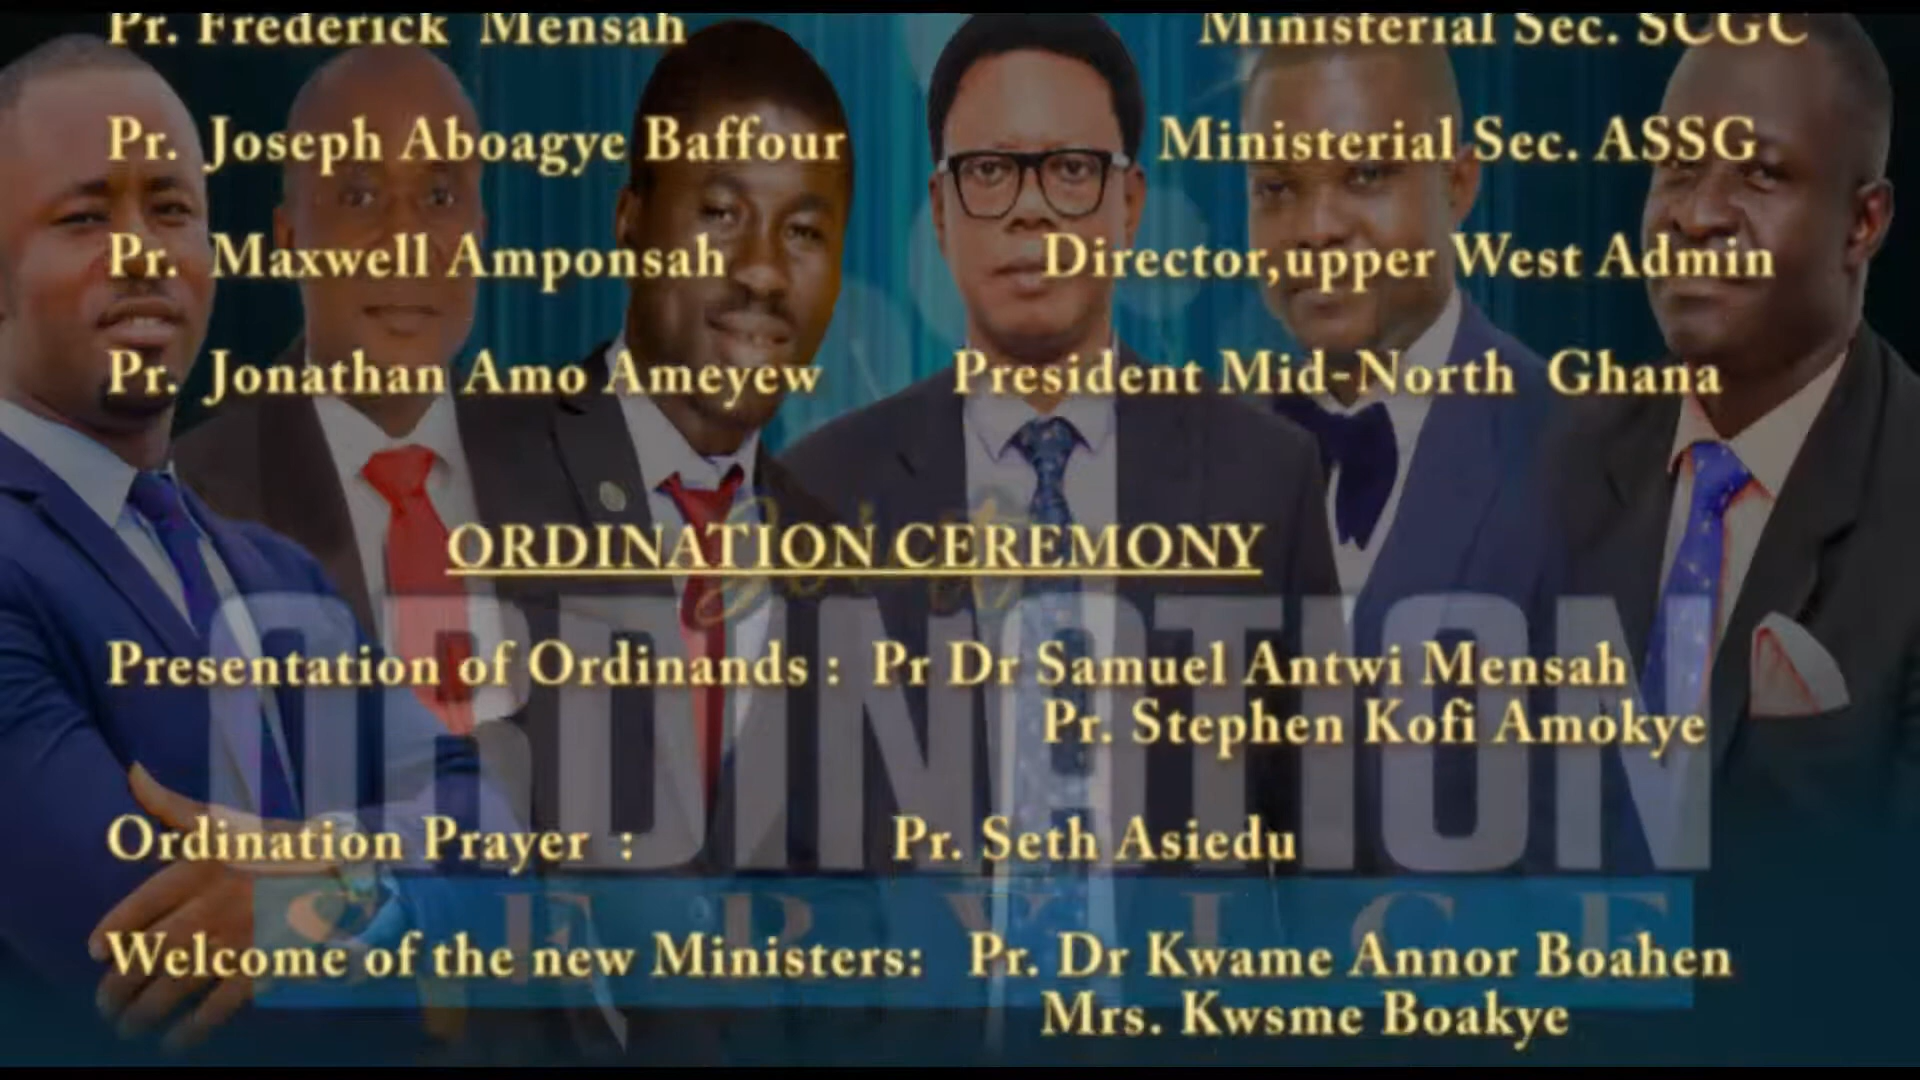 Pr. Frederick Mensah Ministerial Sec. SCGC
Pr. Joseph Aboagye Baffour Ministerial Sec. ASSG
Pr. Maxwell Amponsah Director,upper West Admin
Pr. Jonathan Amo Ameyew President Mid-North Ghana
ORDINATION CEREMONY
Joint
ORDINATION
SERVICE
Presentation of Ordinands : Pr Dr Samuel Antwi Mensah
Pr. Stephen Kofi Amokye
Ordination Prayer : Pr. Seth Asiedu
Welcome of the new Ministers: Pr. Dr Kwame Annor Boahen
Mrs. Kwsme Boakye